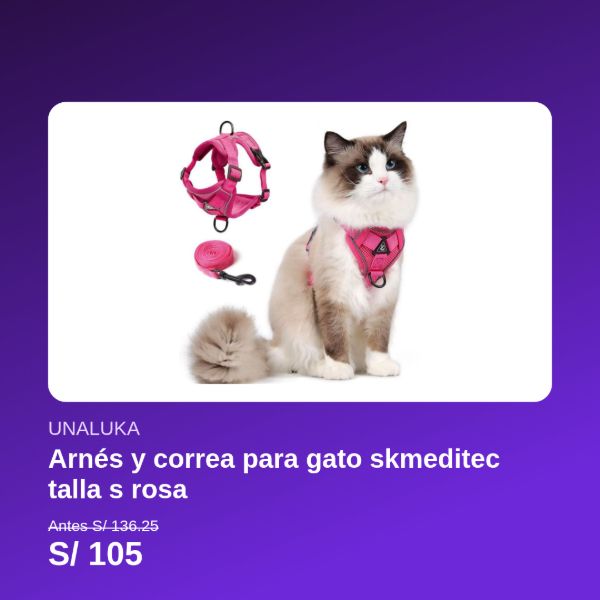 UNALUKA
Arnés y correa para gato skmeditec
talla s rosa
Antes S/ 136.25
S/ 105